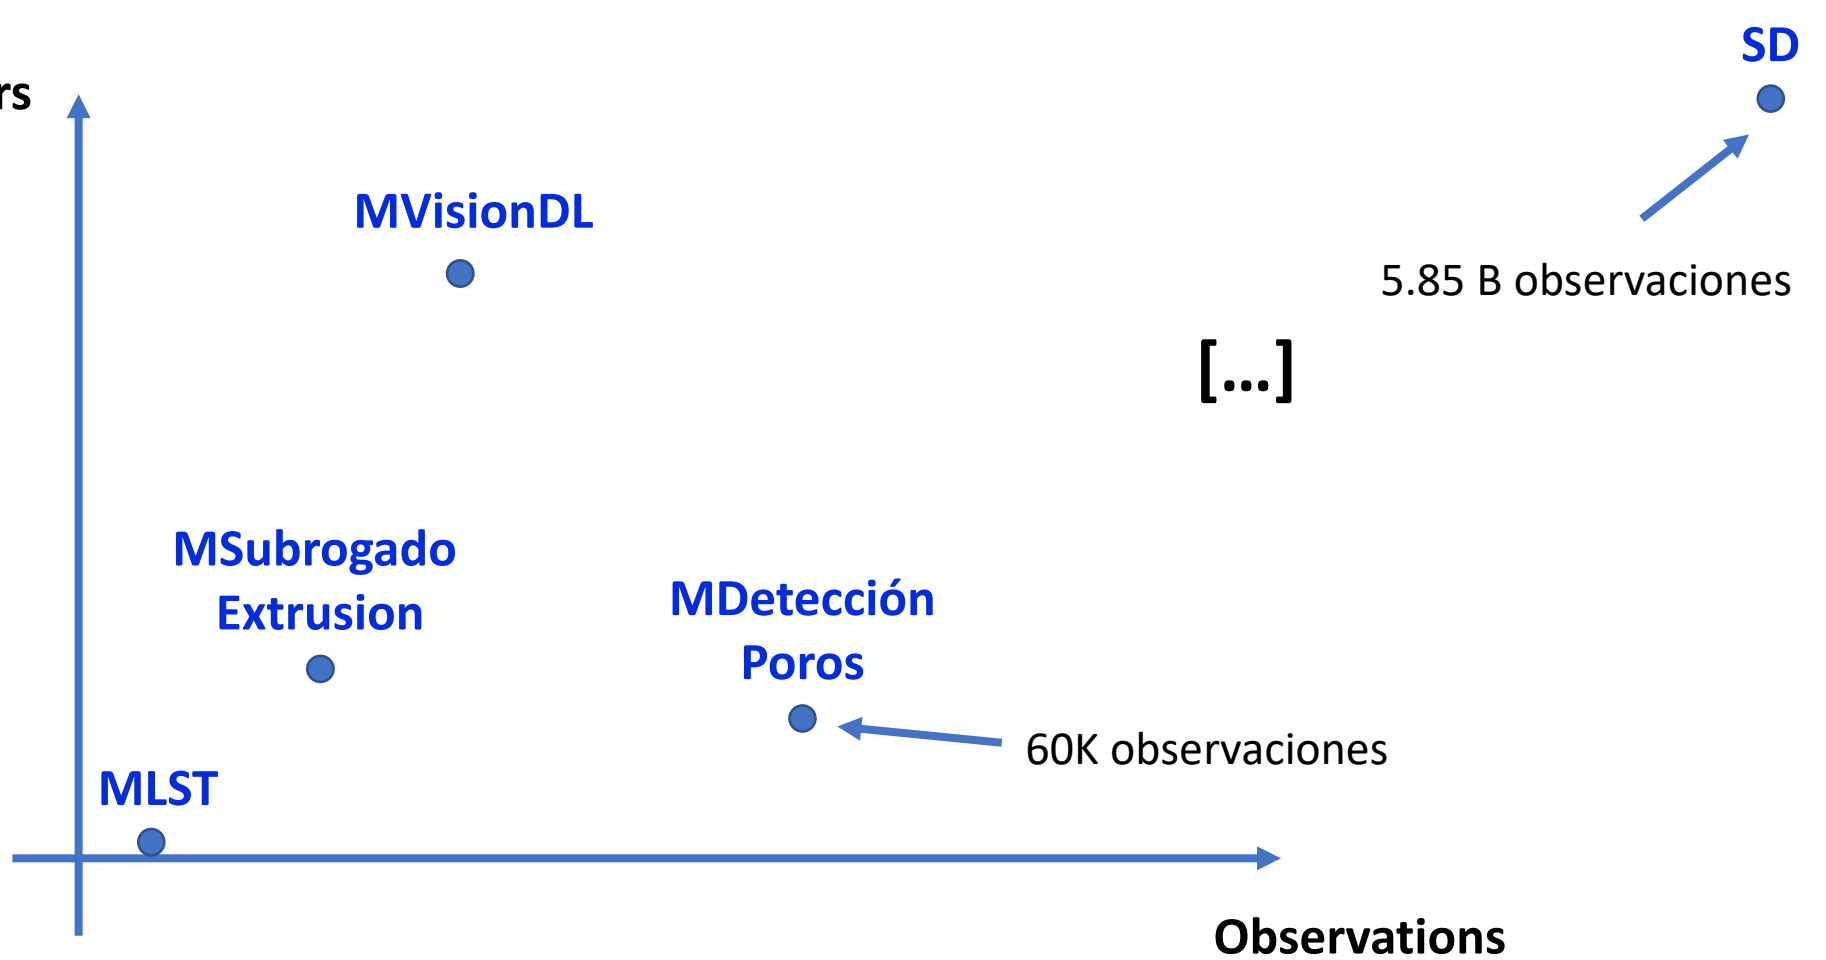 SD
rs
MVisionDL
5.85 B observaciones
[...]
MSubrogado
Extrusion
MDetección
Poros
60K observaciones
MLST
Observations